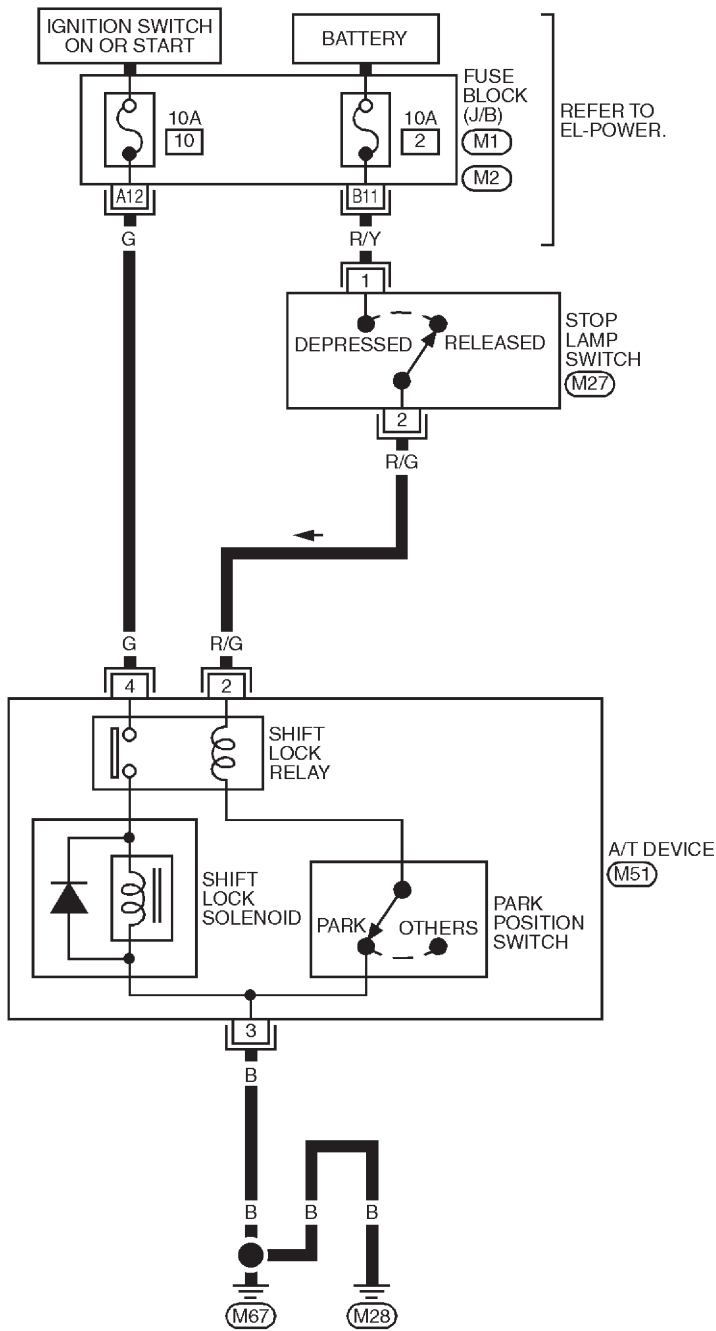 IGNITION SWITCH
ON OR START
BATTERY
FUSE
BLOCK
(J/B)
M1
M2
REFER TO
EL-POWER.
10A
10
10A
2
A12
B11
G
R/Y
1
DEPRESSED
RELEASED
STOP
LAMP
SWITCH
M27
2
R/G
G
R/G
4
2
SHIFT
LOCK
RELAY
A/T DEVICE
M51
SHIFT
LOCK
SOLENOID
PARK
OTHERS
PARK
POSITION
SWITCH
3
B
B
B
B
M67
M28